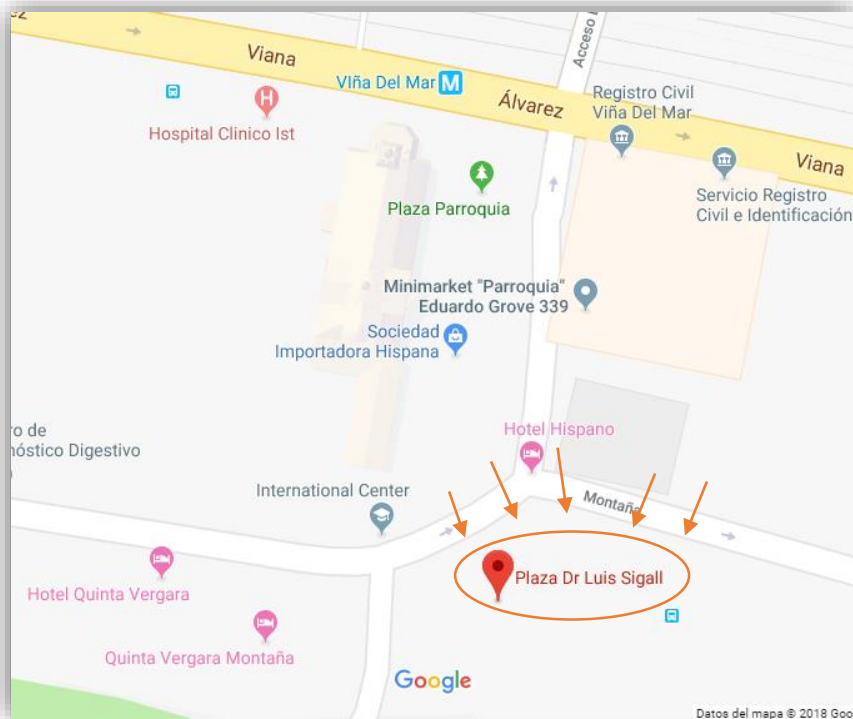 Viana
VIña Del Mar M
Álvarez
Acceso
Registro Civil
Viña Del Mar
Viana
H
Hospital Clinico Ist
Servicio Registro
Civil e Identificación
Plaza Parroquia
Minimarket "Parroquia"
Eduardo Grove 339
Sociedad
Importadora Hispana
ro de
nóstico Digestivo
Hotel Hispano
International Center
Montaña
Plaza Dr Luis Sigall
Hotel Quinta Vergara
Quinta Vergara Montaña
Google
Datos del mapa © 2018 Goo